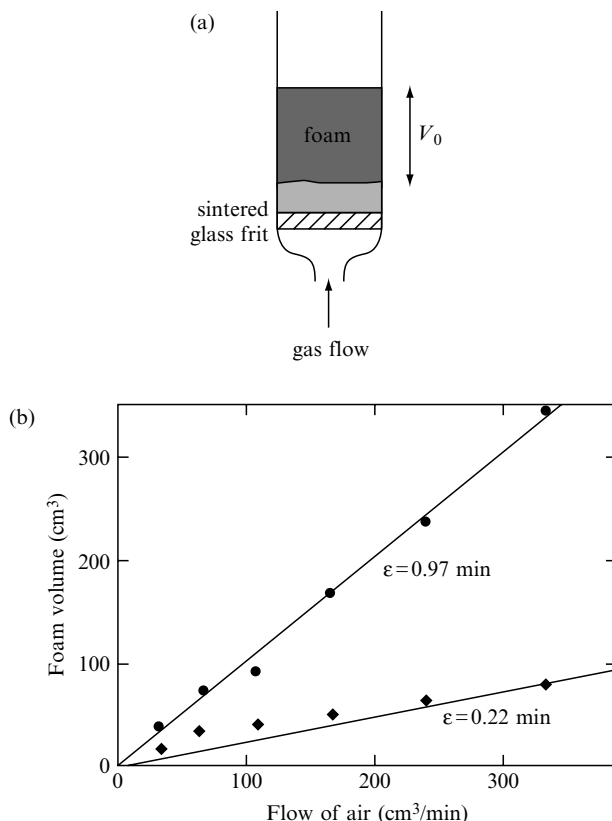 (a)
foam
V₀
sintered
glass frit
gas flow
(b)
Foam volume (cm³)
300
200
100
0
ε=0.97 min
ε=0.22 min
0 100 200 300
Flow of air (cm³/min)